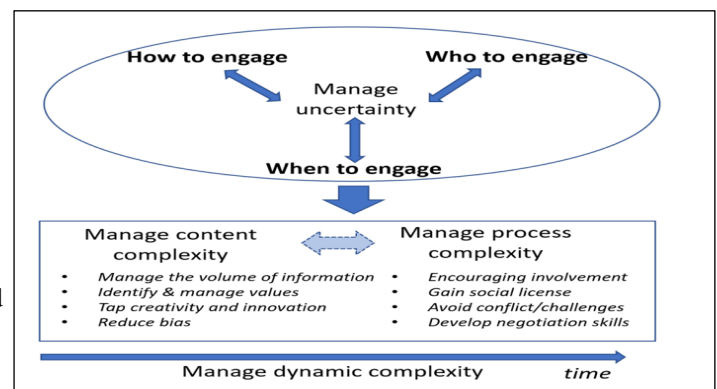 How to engage
Who to engage
Manage
uncertainty
When to engage
Manage content
complexity
• Manage the volume of information
• Identify & manage values
• Tap creativity and innovation
• Reduce bias
Manage process
complexity
• Encouraging involvement
• Gain social license
• Avoid conflict/challenges
• Develop negotiation skills
Manage dynamic complexity
time